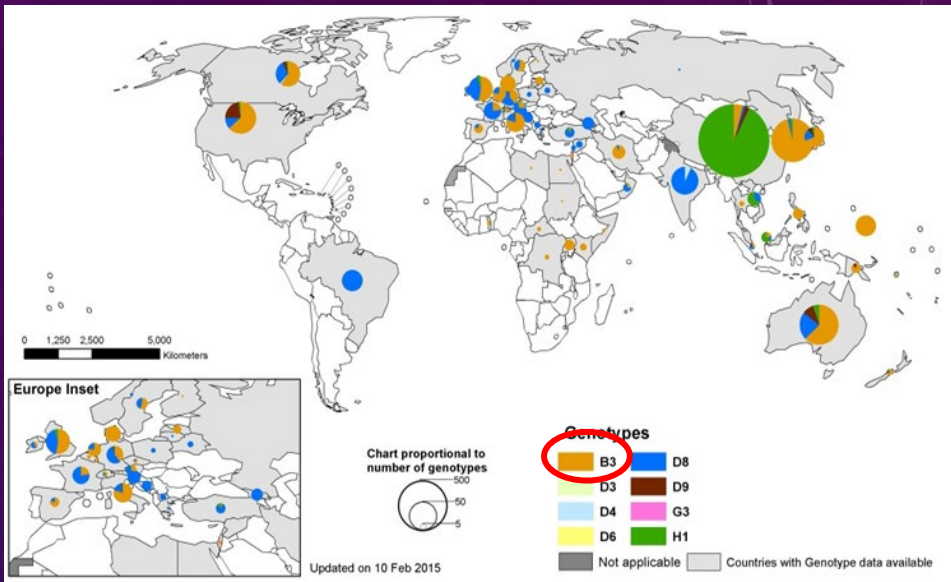 0 1,250 2,500 5,000
Kilometers
Europe Inset
Chart proportional to
number of genotypes
500
50
5
Updated on 10 Feb 2015
Genotypes
B3 D8
D3 D9
D4 G3
D6 H1
Not applicable Countries with Genotype data available